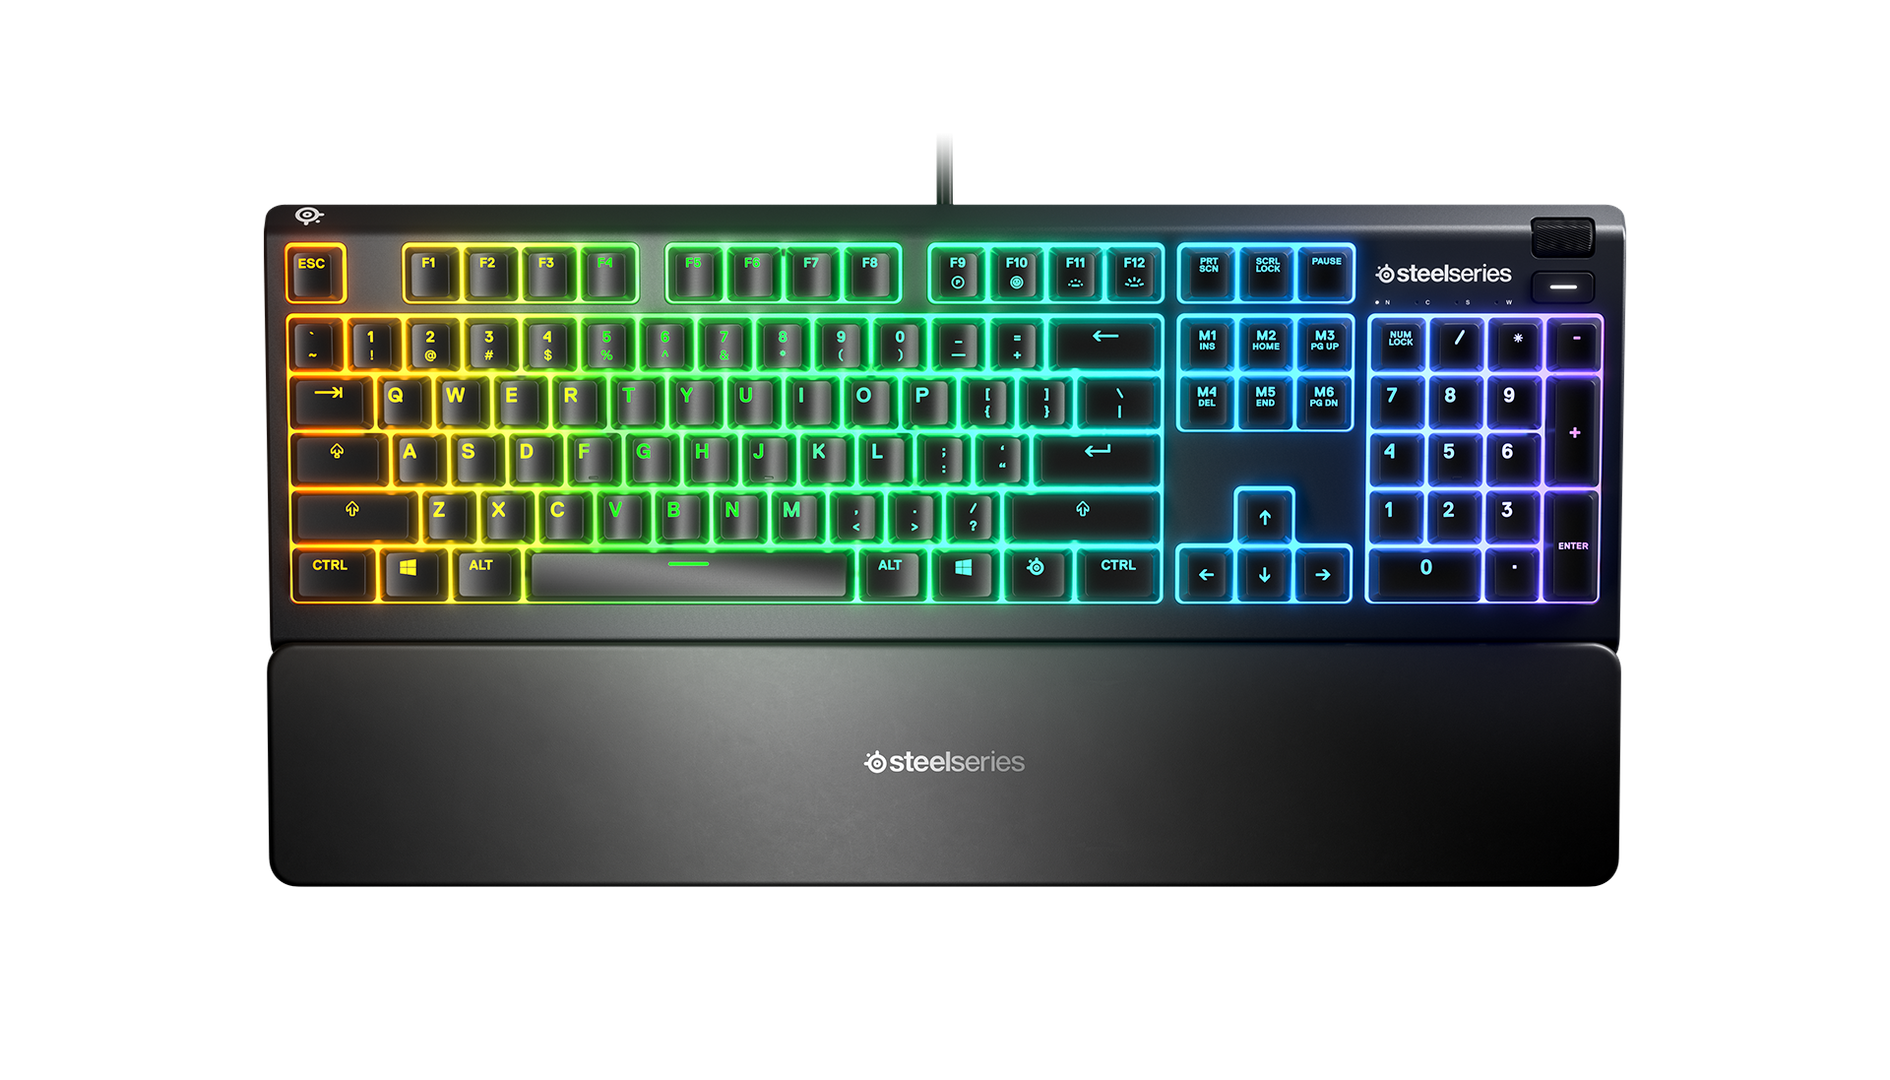 ESC F1 F2 F3 F4 F5 F6 F7 F8 F9 F10 F11 F12 PRT SCN SCRL LOCK PAUSE
steelseries
N C S W
` ~ 1 ! 2 @ 3 # 4 $ 5 % 6 ^ 7 & 8 • 9 ( 0 ) – — = + ← M1 INS M2 HOME M3 PG UP NUM LOCK / * -
Q W E R T Y U I O P [ { ] } \ | M4 DEL M5 END M6 PG DN 7 8 9 +
A S D F G H J K L ; : ‘ “ 4 5 6
Z X C V B N M , < . > / ? ↑ 1 2 3 ENTER
CTRL ALT ALT CTRL ← ↓ → 0 .
steelseries